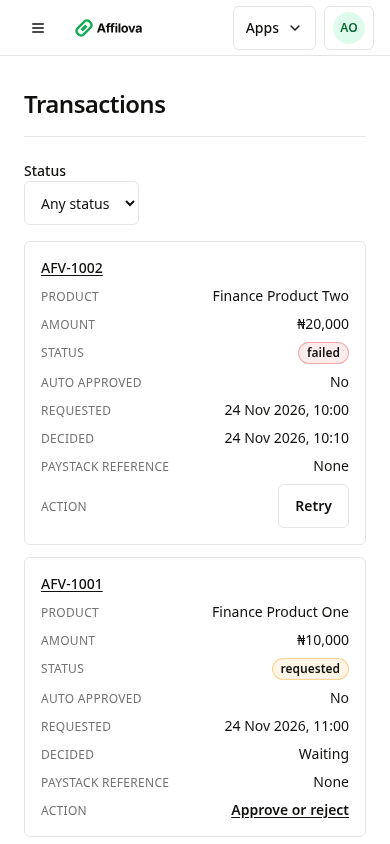 Affilova
Apps
AO
Transactions
Status
Any status
AFV-1002
PRODUCT Finance Product Two
AMOUNT ₦20,000
STATUS failed
AUTO APPROVED No
REQUESTED 24 Nov 2026, 10:00
DECIDED 24 Nov 2026, 10:10
PAYSTACK REFERENCE None
ACTION Retry
AFV-1001
PRODUCT Finance Product One
AMOUNT ₦10,000
STATUS requested
AUTO APPROVED No
REQUESTED 24 Nov 2026, 11:00
DECIDED Waiting
PAYSTACK REFERENCE None
ACTION Approve or reject